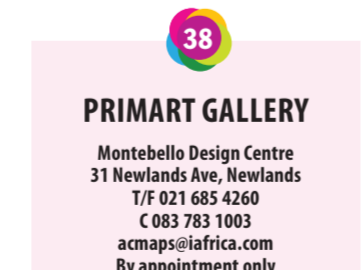 38
PRIMART GALLERY
Montebello Design Centre
31 Newlands Ave, Newlands
T/F 021 685 4260
C 083 783 1003
acmaps@iafrica.com
By appointment only